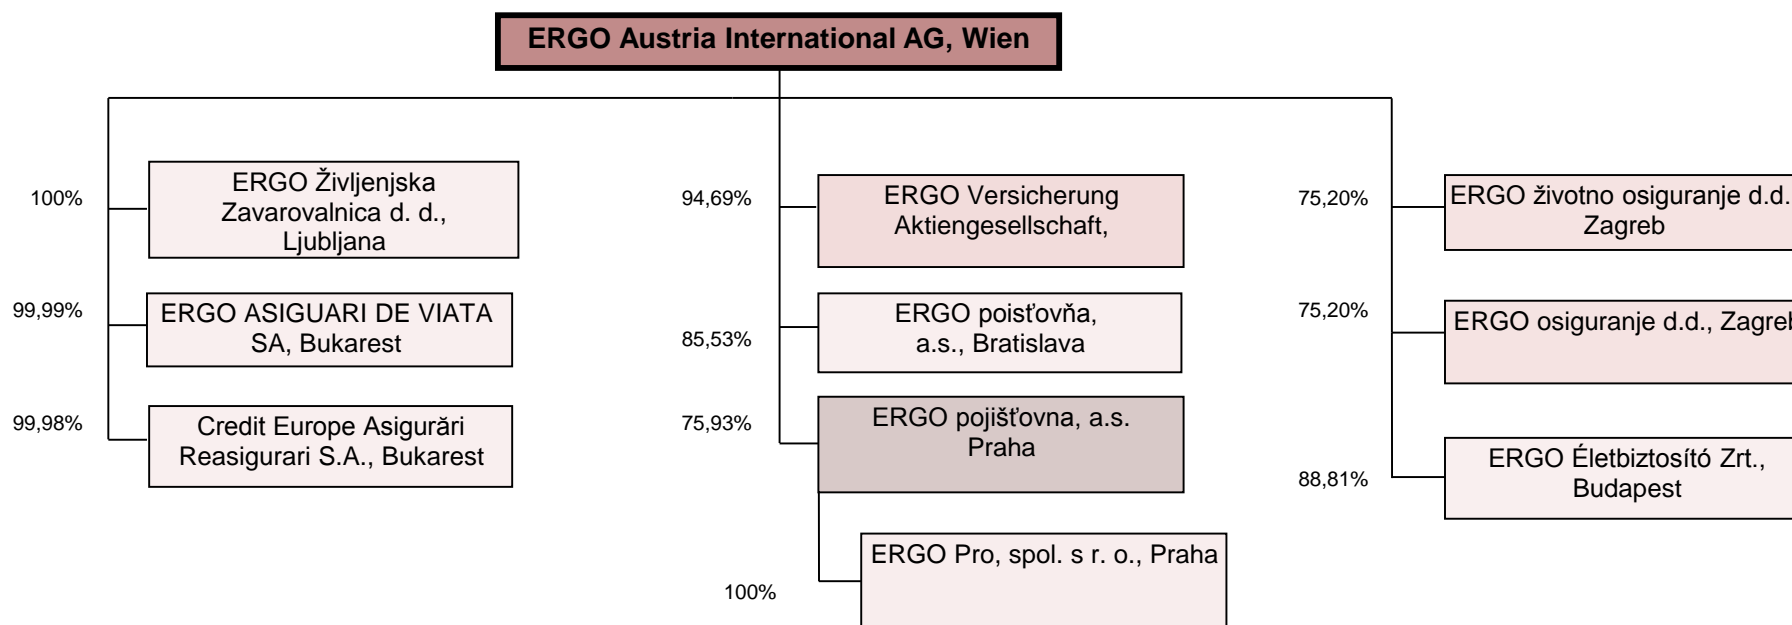 ERGO Austria International AG, Wien
100%
ERGO Življenjska
Zavarovalnica d. d.,
Ljubljana
99,99%
ERGO ASIGUARI DE VIATA
SA, Bukarest
99,98%
Credit Europe Asigurări
Reasigurari S.A., Bukarest
94,69%
ERGO Versicherung
Aktiengesellschaft,
85,53%
ERGO poisťovňa,
a.s., Bratislava
75,93%
ERGO pojišťovna, a.s.
Praha
100%
ERGO Pro, spol. s r. o., Praha
75,20%
ERGO životno osiguranje d.d.
Zagreb
75,20%
ERGO osiguranje d.d., Zagreb
88,81%
ERGO Életbiztosító Zrt.,
Budapest